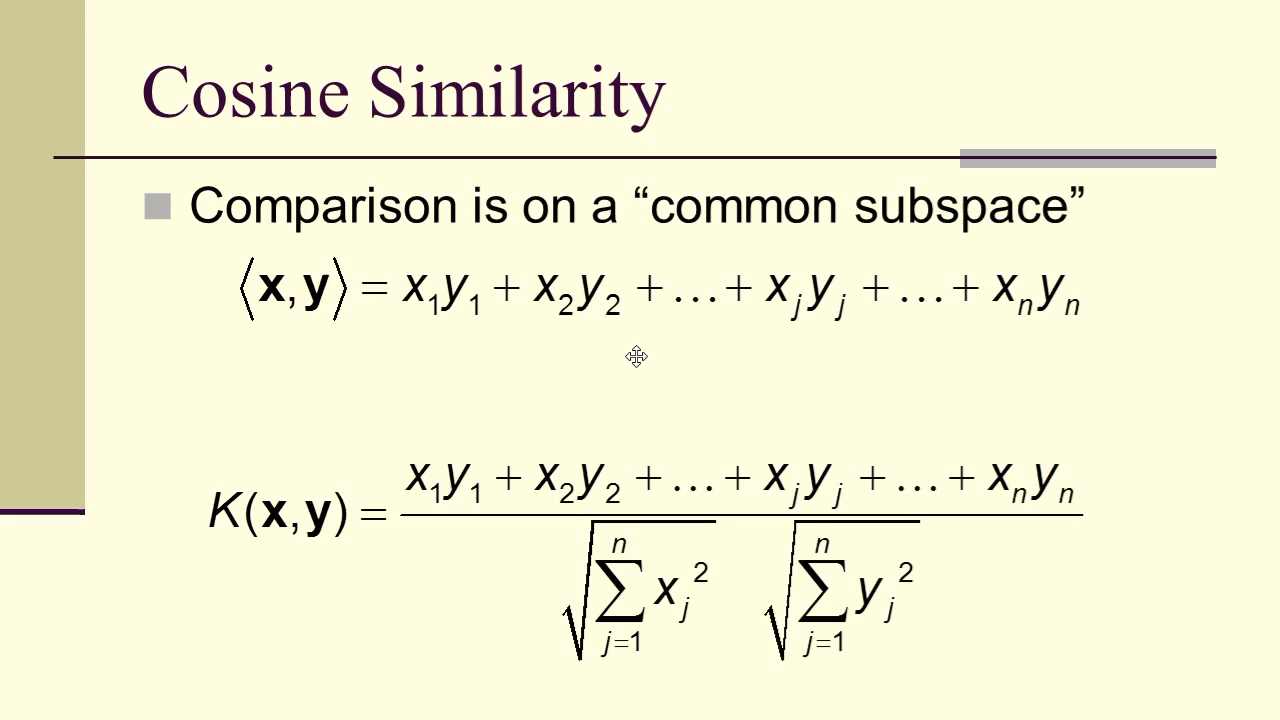 Cosine Similarity
Comparison is on a “common subspace”
⟨x,y⟩ = x₁y₁ + x₂y₂ + … + xⱼyⱼ + … + xₙyₙ
K(x,y) = (x₁y₁ + x₂y₂ + … + xⱼyⱼ + … + xₙyₙ) / (√(∑ⱼ₌₁ⁿ xⱼ²) √(∑ⱼ₌₁ⁿ yⱼ²))